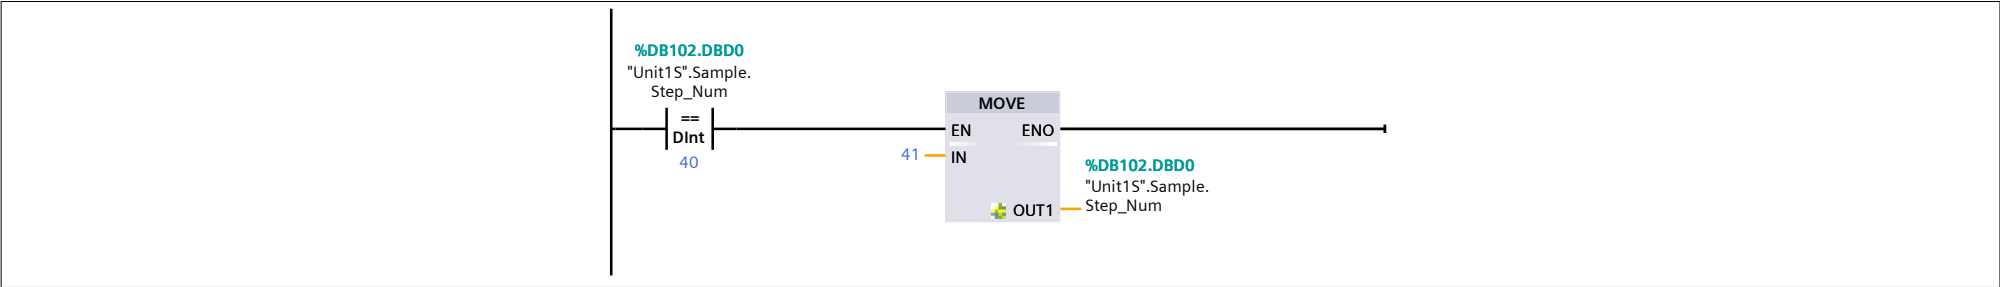 %DB102.DBD0
"Unit1S".Sample.
Step_Num
==
DInt
40
MOVE
EN ENO
41 IN
%DB102.DBD0
"Unit1S".Sample.
OUT1 Step_Num